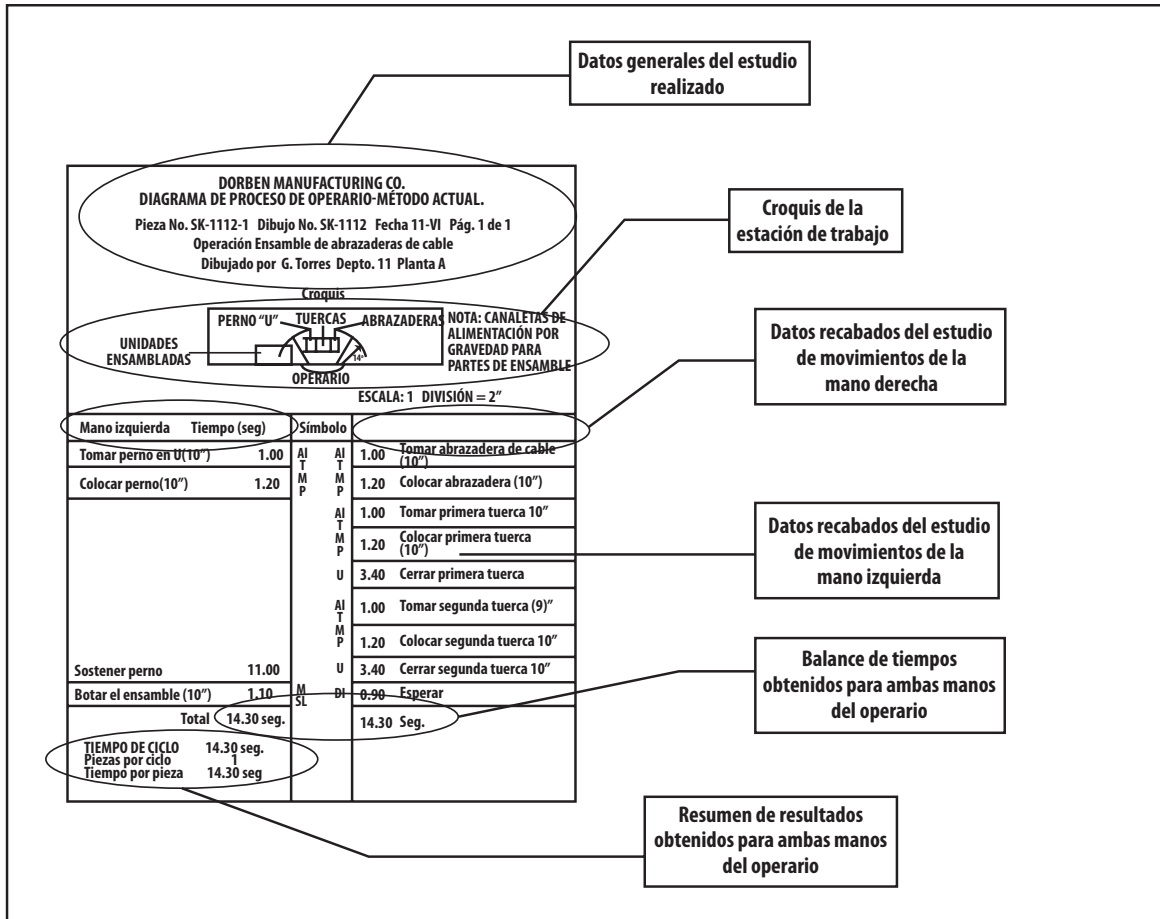 Datos generales del estudio
realizado
DORBEN MANUFACTURING CO.
DIAGRAMA DE PROCESO DE OPERARIO-MÉTODO ACTUAL.
Pieza No. SK-1112-1 Dibujo No. SK-1112 Fecha 11-VI Pág. 1 de 1
Operación Ensamble de abrazaderas de cable
Dibujado por G. Torres Depto. 11 Planta A
Croquis de la
estación de trabajo
Croquis
PERNO “U” TUERCAS ABRAZADERAS
UNIDADES
ENSAMBLADAS
14"
OPERARIO
NOTA: CANALETAS DE
ALIMENTACIÓN POR
GRAVEDAD PARA
PARTES DE ENSAMBLE
ESCALA: 1 DIVISIÓN = 2”
Datos recabados del estudio
de movimientos de la
mano derecha
Mano izquierda Tiempo (seg) Símbolo
Tomar perno en U(10”) 1.00 AI T AI T 1.00 Tomar abrazadera de cable
(10”)
Colocar perno(10”) 1.20 M P M P 1.20 Colocar abrazadera (10”)
AI T 1.00 Tomar primera tuerca 10”
M P 1.20 Colocar primera tuerca
(10”)
U 3.40 Cerrar primera tuerca
AI T 1.00 Tomar segunda tuerca (9)”
M P 1.20 Colocar segunda tuerca 10”
Sostener perno 11.00 U 3.40 Cerrar segunda tuerca 10”
Botar el ensamble (10”) 1.10 M SL DI 0.90 Esperar
Total 14.30 seg. 14.30 Seg.
TIEMPO DE CICLO 14.30 seg.
Piezas por ciclo 1
Tiempo por pieza 14.30 seg
Datos recabados del estudio
de movimientos de la
mano izquierda
Balance de tiempos
obtenidos para ambas manos
del operario
Resumen de resultados
obtenidos para ambas manos
del operario